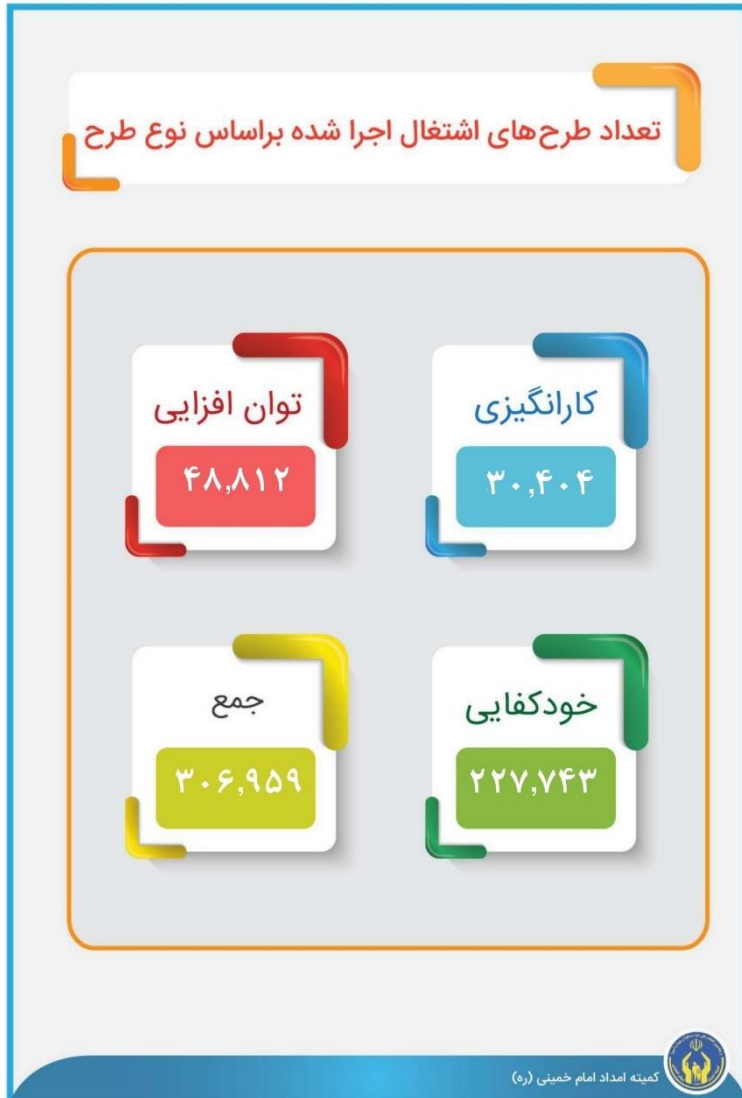 تعداد طرح‌های اشتغال اجرا شده براساس نوع طرح
کارانگیزی
۳۰,۴۰۴
توان افزایی
۴۸,۸۱۲
خودکفایی
۲۲۷,۷۴۳
جمع
۳۰۶,۹۵۹
کمیته امداد امام خمینی (ره)